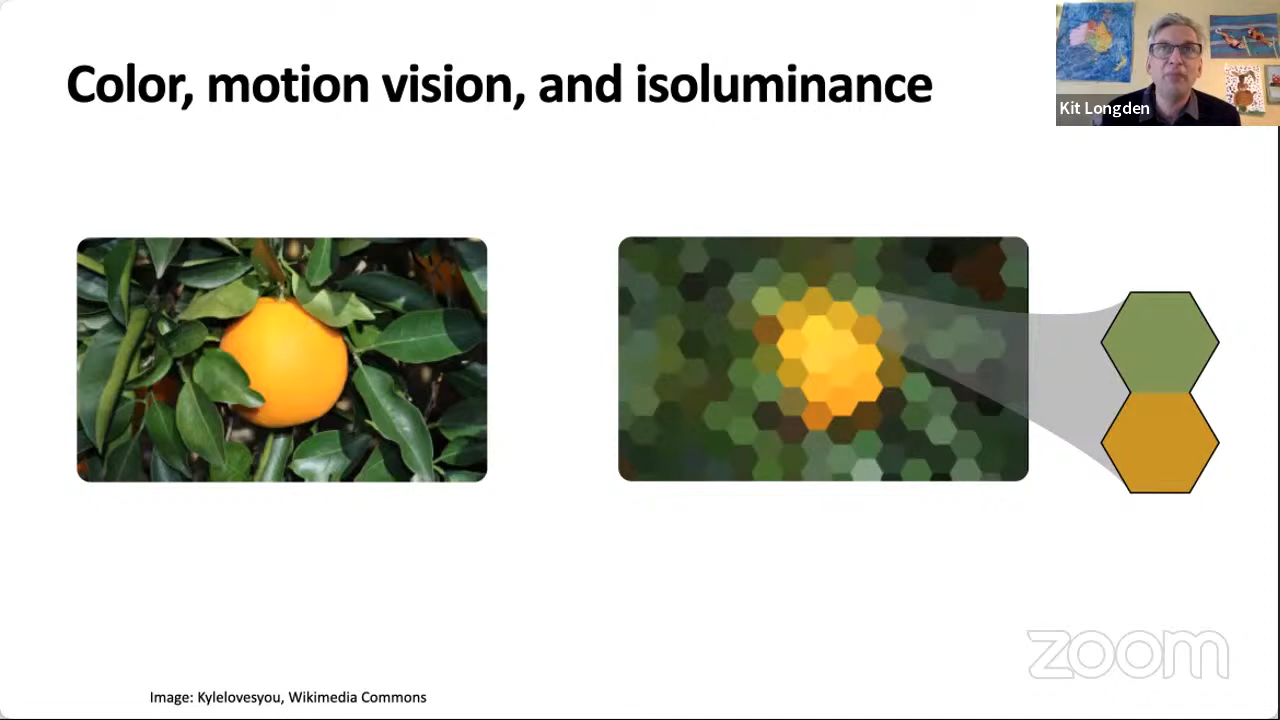 Color, motion vision, and isoluminance
Kit Longden
zoom
Image: Kylelovesyou, Wikimedia Commons